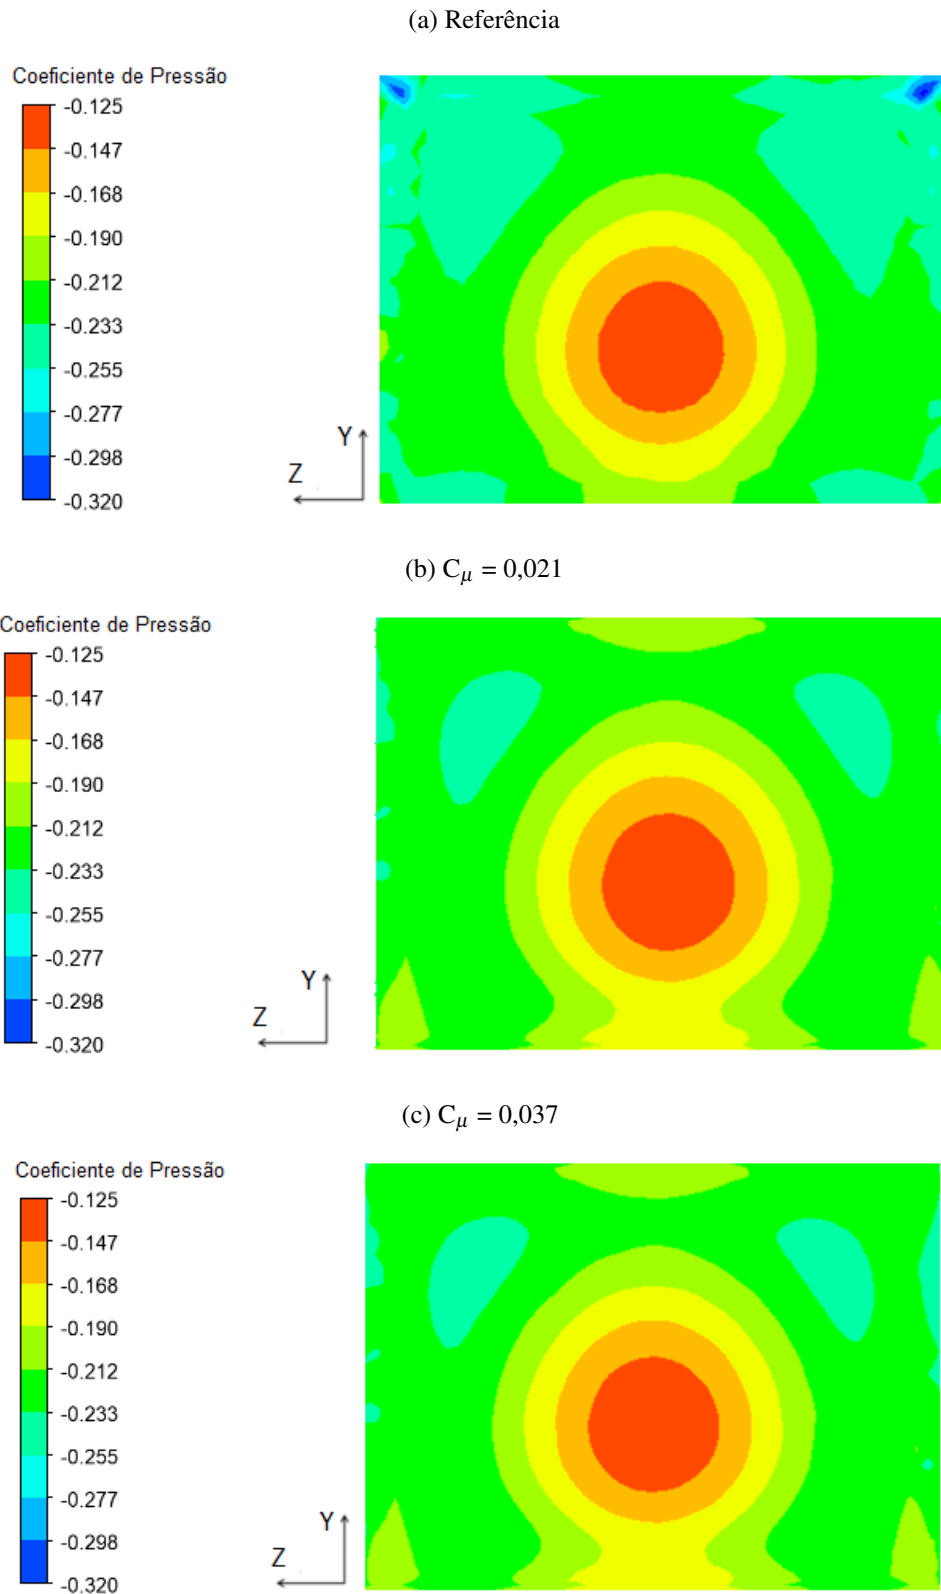 (a) Referência
Coeficiente de Pressão
-0.125
-0.147
-0.168
-0.190
-0.212
-0.233
-0.255
-0.277
-0.298
-0.320
Y
Z
(b) Cμ = 0,021
Coeficiente de Pressão
-0.125
-0.147
-0.168
-0.190
-0.212
-0.233
-0.255
-0.277
-0.298
-0.320
Y
Z
(c) Cμ = 0,037
Coeficiente de Pressão
-0.125
-0.147
-0.168
-0.190
-0.212
-0.233
-0.255
-0.277
-0.298
-0.320
Y
Z